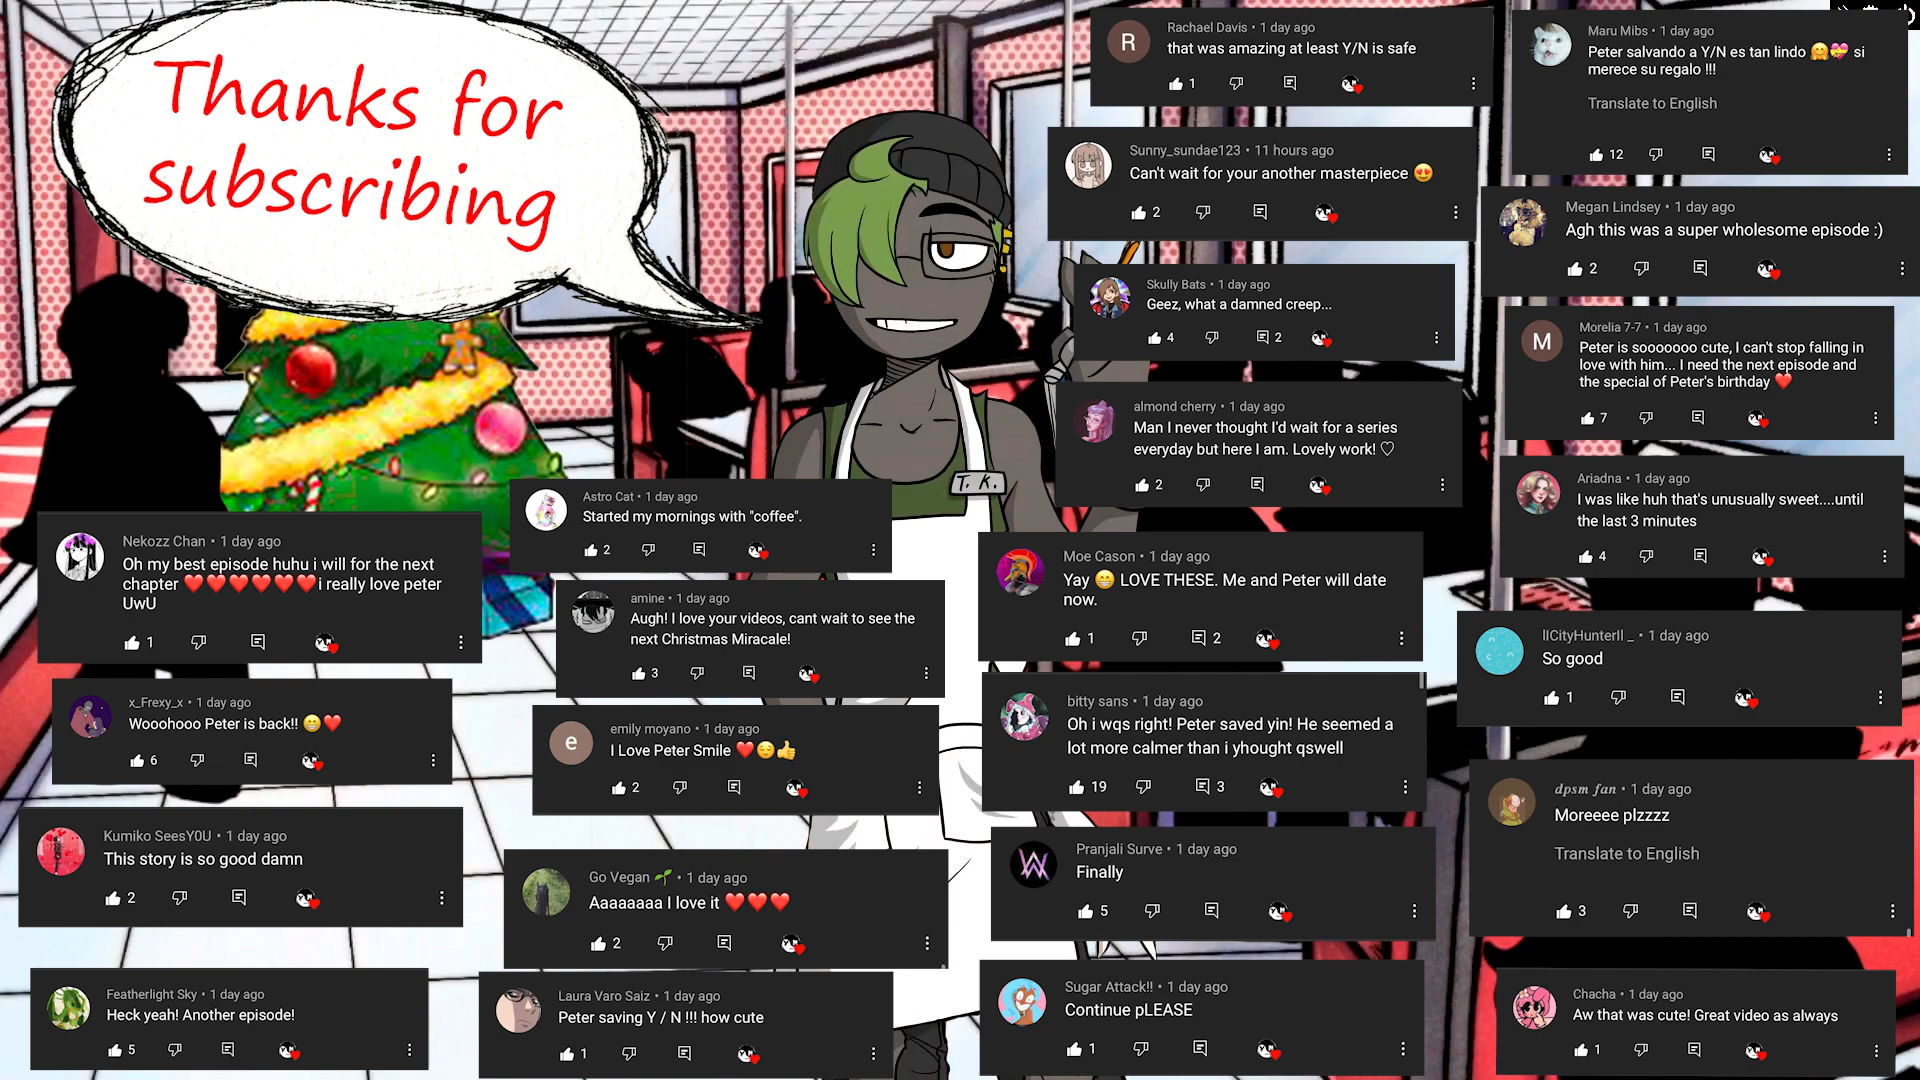 Thanks for
subscribing
T. K.
Nekozz Chan • 1 day ago
Oh my best episode huhu i will for the next
chapter ❤️❤️❤️❤️❤️❤️i really love peter
UwU
1
x_Frexy_x • 1 day ago
Wooohooo Peter is back!! 😁❤️
6
Kumiko SeesY0U • 1 day ago
This story is so good damn
2
Featherlight Sky • 1 day ago
Heck yeah! Another episode!
5
Astro Cat • 1 day ago
Started my mornings with "coffee".
2
amine • 1 day ago
Augh! I love your videos, cant wait to see the
next Christmas Miracale!
3
e
emily moyano • 1 day ago
I Love Peter Smile ❤️😌👍
2
Go Vegan 🌱 • 1 day ago
Aaaaaaaa I love it ❤️❤️❤️
2
Laura Varo Saiz • 1 day ago
Peter saving Y / N !!! how cute
1
R
Rachael Davis • 1 day ago
that was amazing at least Y/N is safe
1
Sunny_sundae123 • 11 hours ago
Can't wait for your another masterpiece 😍
2
Skully Bats • 1 day ago
Geez, what a damned creep...
4 2
almond cherry • 1 day ago
Man I never thought I'd wait for a series
everyday but here I am. Lovely work! ♡
2
Moe Cason • 1 day ago
Yay 😁 LOVE THESE. Me and Peter will date
now.
1 2
bitty sans • 1 day ago
Oh i wqs right! Peter saved yin! He seemed a
lot more calmer than i yhought qswell
19 3
Pranjali Surve • 1 day ago
Finally
5
Sugar Attack!! • 1 day ago
Continue pLEASE
1
Maru Mibs • 1 day ago
Peter salvando a Y/N es tan lindo 🤗💝 si
merece su regalo !!!
Translate to English
12
Megan Lindsey • 1 day ago
Agh this was a super wholesome episode :)
2
M
Morelia 7-7 • 1 day ago
Peter is sooooooo cute, I can't stop falling in
love with him... I need the next episode and
the special of Peter's birthday ❤️
7
Ariadna • 1 day ago
I was like huh that's unusually sweet....until
the last 3 minutes
4
llCityHunterll _ • 1 day ago
So good
1
dpsm fan • 1 day ago
Moreeee plzzzz
Translate to English
3
Chacha • 1 day ago
Aw that was cute! Great video as always
1